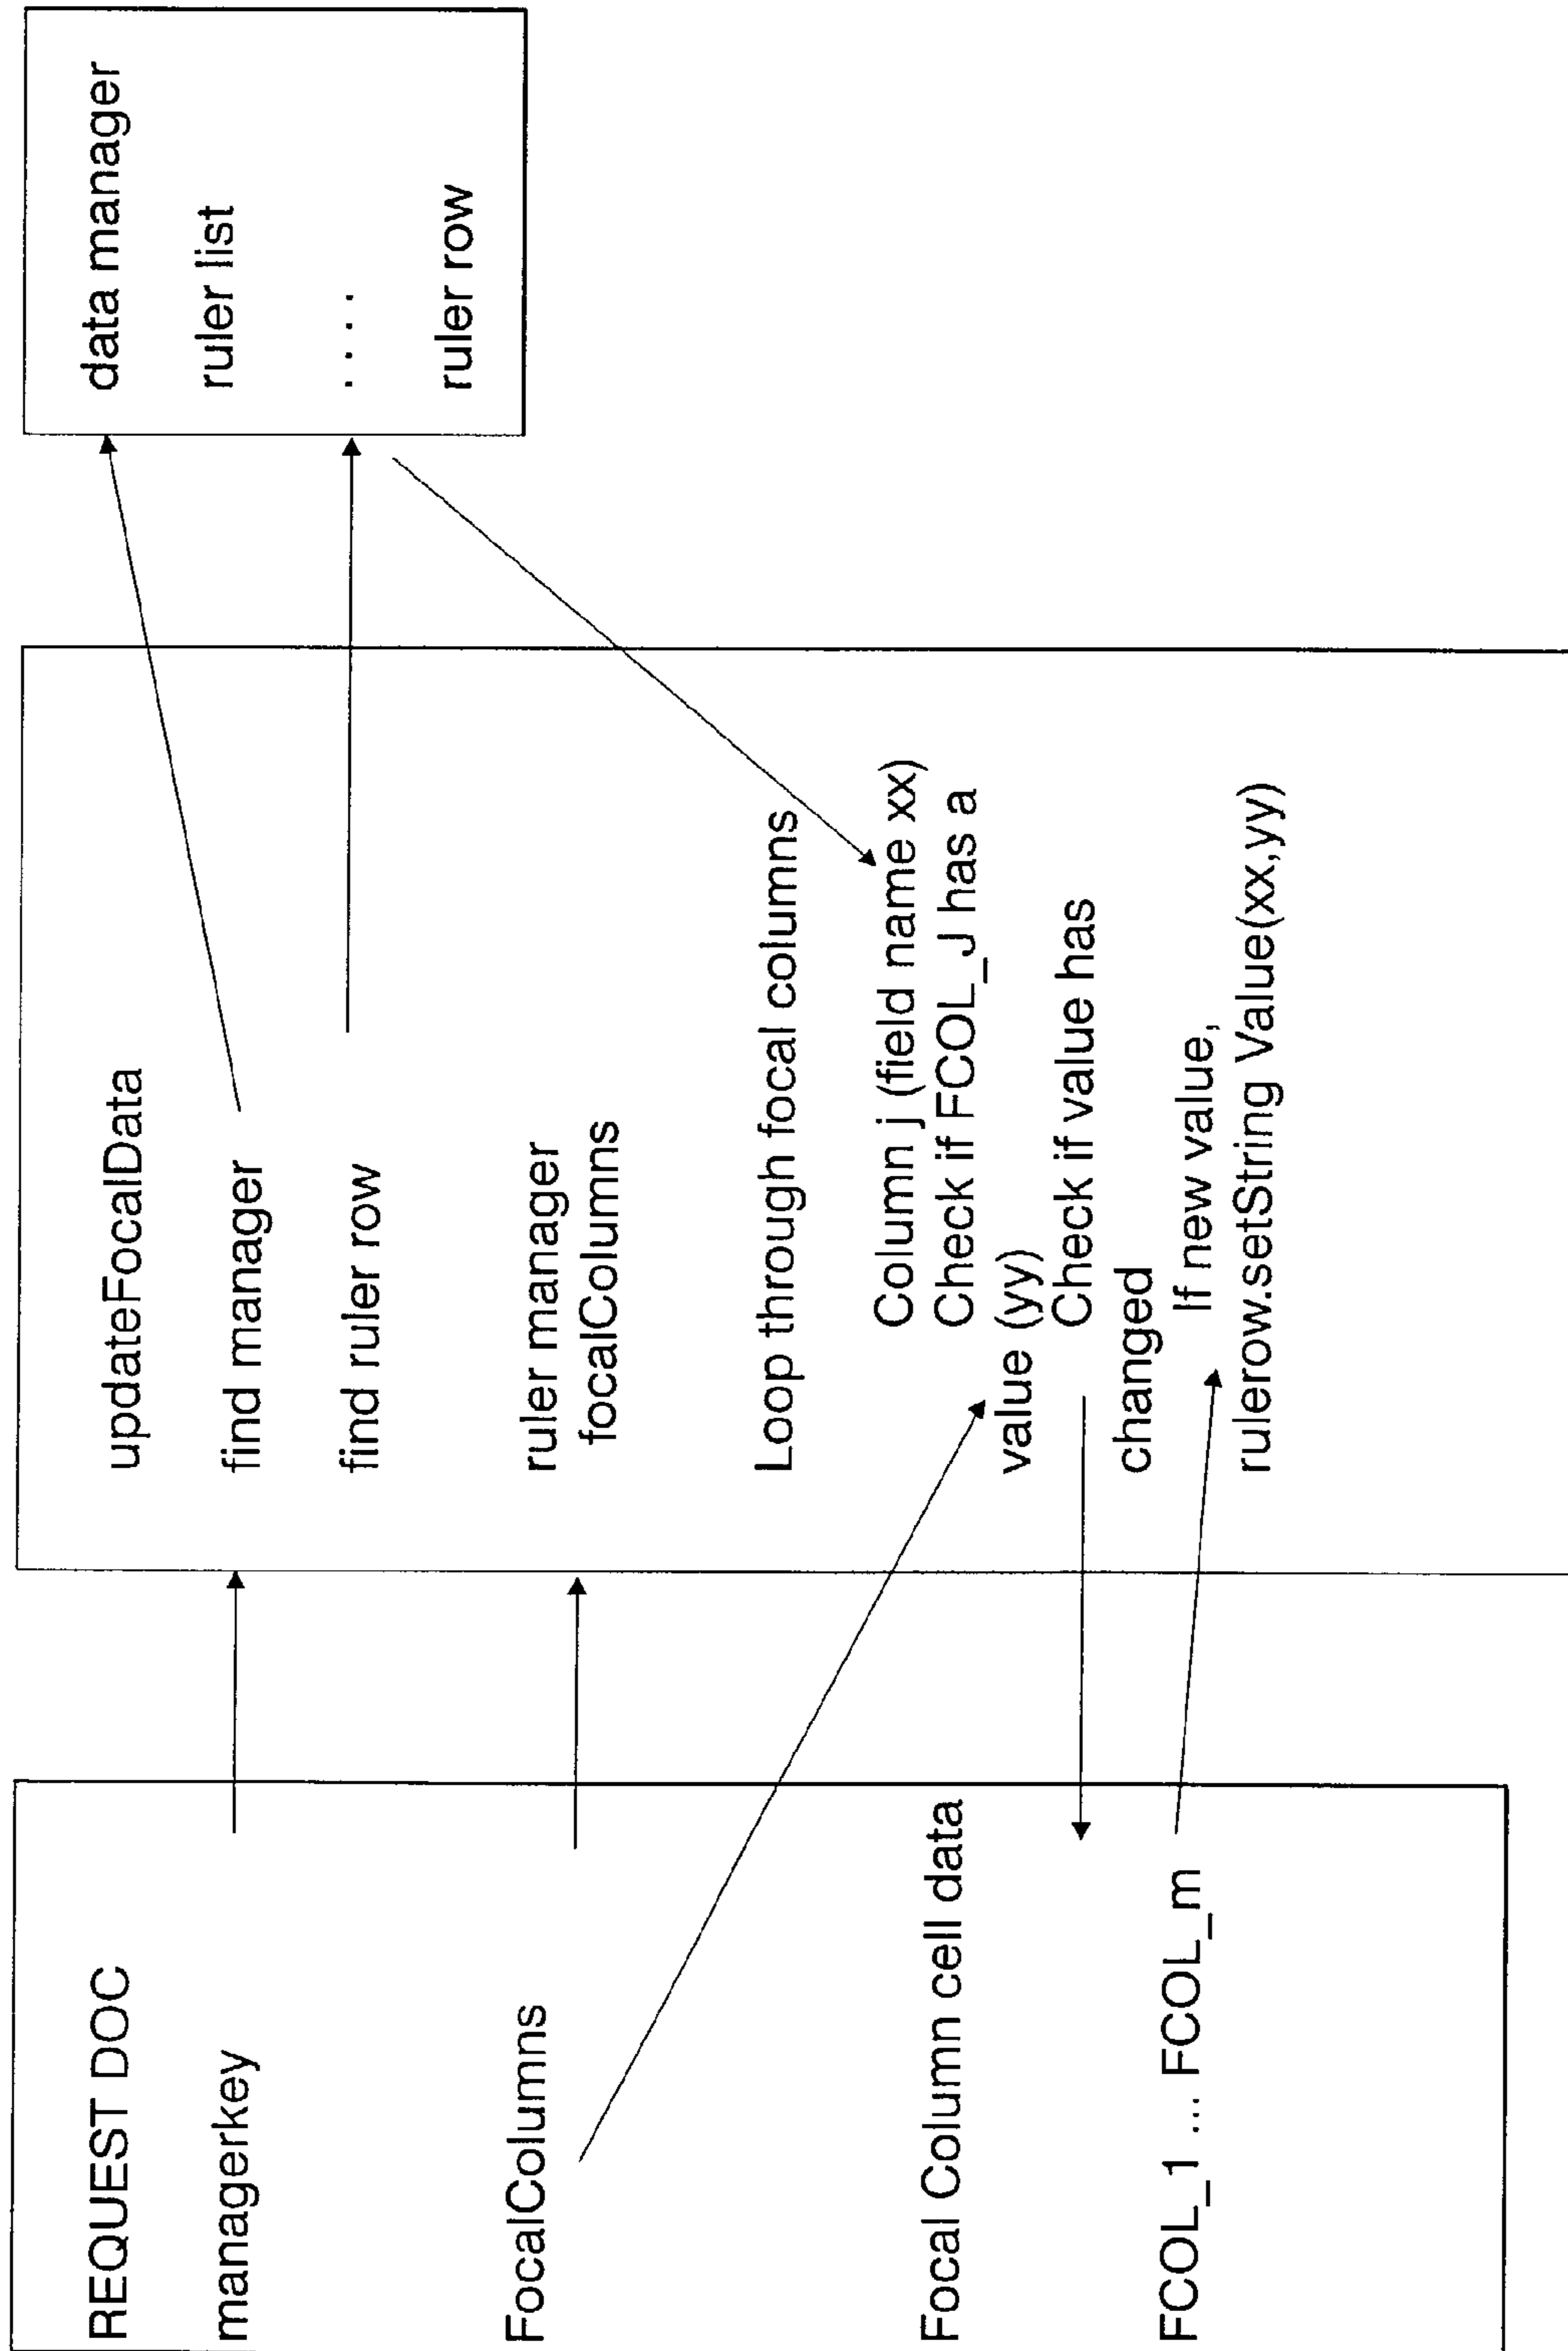 REQUEST DOC
managerkey
FocalColumns
Focal Column cell data
FCOL_1 .... FCOL_m
updateFocalData
find manager
find ruler row
ruler manager
focalColumns
Loop through focal columns
Column j (field name xx)
Check if FCOL_J has a
value (yy)
Check if value has
changed
If new value,
rulerow.setString Value(xx,yy)
data manager
ruler list
....
ruler row